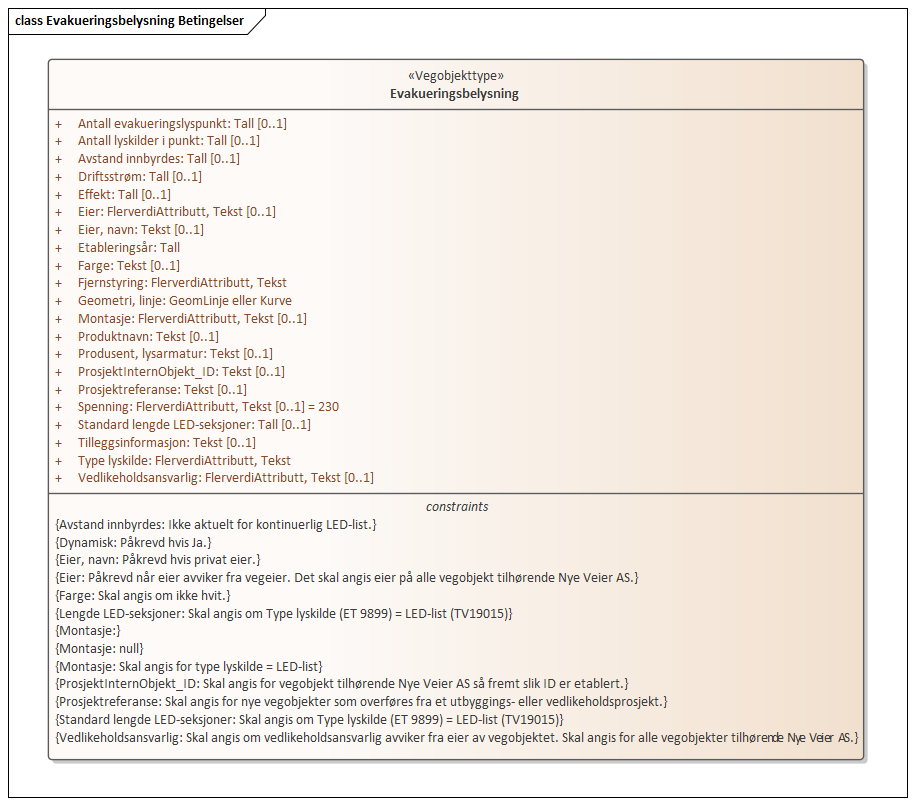 class Evakueringsbelysning Betingelser
«Vegobjekttype»
Evakueringsbelysning
+ Antall evakueringslyspunkt: Tall [0..1]
+ Antall lyskilder i punkt: Tall [0..1]
+ Avstand innbyrdes: Tall [0..1]
+ Driftsstrøm: Tall [0..1]
+ Effekt: Tall [0..1]
+ Eier: FlerverdiAttributt, Tekst [0..1]
+ Eier, navn: Tekst [0..1]
+ Etableringsår: Tall
+ Farge: Tekst [0..1]
+ Fjernstyring: FlerverdiAttributt, Tekst
+ Geometri, linje: GeomLinje eller Kurve
+ Montasje: FlerverdiAttributt, Tekst [0..1]
+ Produktnavn: Tekst [0..1]
+ Produsent, lysarmatur: Tekst [0..1]
+ ProsjektInternObjekt_ID: Tekst [0..1]
+ Prosjektreferanse: Tekst [0..1]
+ Spenning: FlerverdiAttributt, Tekst [0..1] = 230
+ Standard lengde LED-seksjoner: Tall [0..1]
+ Tilleggsinformasjon: Tekst [0..1]
+ Type lyskilde: FlerverdiAttributt, Tekst
+ Vedlikeholdsansvarlig: FlerverdiAttributt, Tekst [0..1]
constraints
{Avstand innbyrdes: Ikke aktuelt for kontinuerlig LED-list.}
{Dynamisk: Påkrevd hvis Ja.}
{Eier, navn: Påkrevd hvis privat eier.}
{Eier: Påkrevd når eier avviker fra vegeier. Det skal angis eier på alle vegobjekt tilhørende Nye Veier AS.}
{Farge: Skal angis om ikke hvit.}
{Lengde LED-seksjoner: Skal angis om Type lyskilde (ET 9899) = LED-list (TV19015)}
{Montasje:}
{Montasje: null}
{Montasje: Skal angis for type lyskilde = LED-list}
{ProsjektInternObjekt_ID: Skal angis for vegobjekt tilhørende Nye Veier AS så fremt slik ID er etablert.}
{Prosjektreferanse: Skal angis for nye vegobjekter som overføres fra et utbyggings- eller vedlikeholdsprosjekt.}
{Standard lengde LED-seksjoner: Skal angis om Type lyskilde (ET 9899) = LED-list (TV19015)}
{Vedlikeholdsansvarlig: Skal angis om vedlikeholdsansvarlig avviker fra eier av vegobjektet. Skal angis for alle vegobjekter tilhørende Nye Veier AS.}